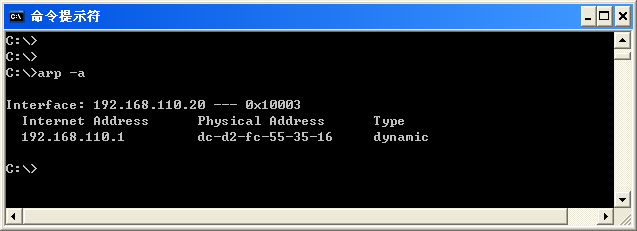 命令提示符
C:\>
C:\>
C:\>arp -a
Interface: 192.168.110.20 --- 0x10003
Internet Address Physical Address Type
192.168.110.1 dc-d2-fc-55-35-16 dynamic
C:\>